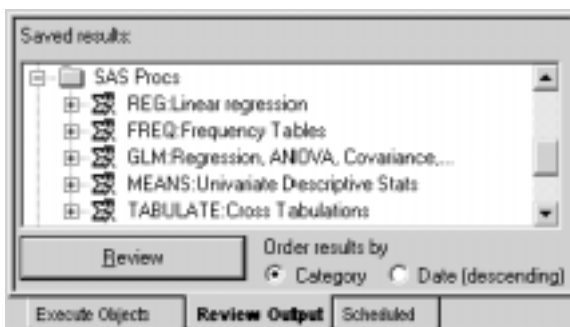 Saved results:
SAS Procs
REG:Linear regression
FREQ:Frequency Tables
GLM:Regression, ANOVA, Covariance,...
MEANS:Univariate Descriptive Stats
TABULATE:Cross Tabulations
Review
Order results by
Category Date (descending)
Execute Objects Review Output Scheduled